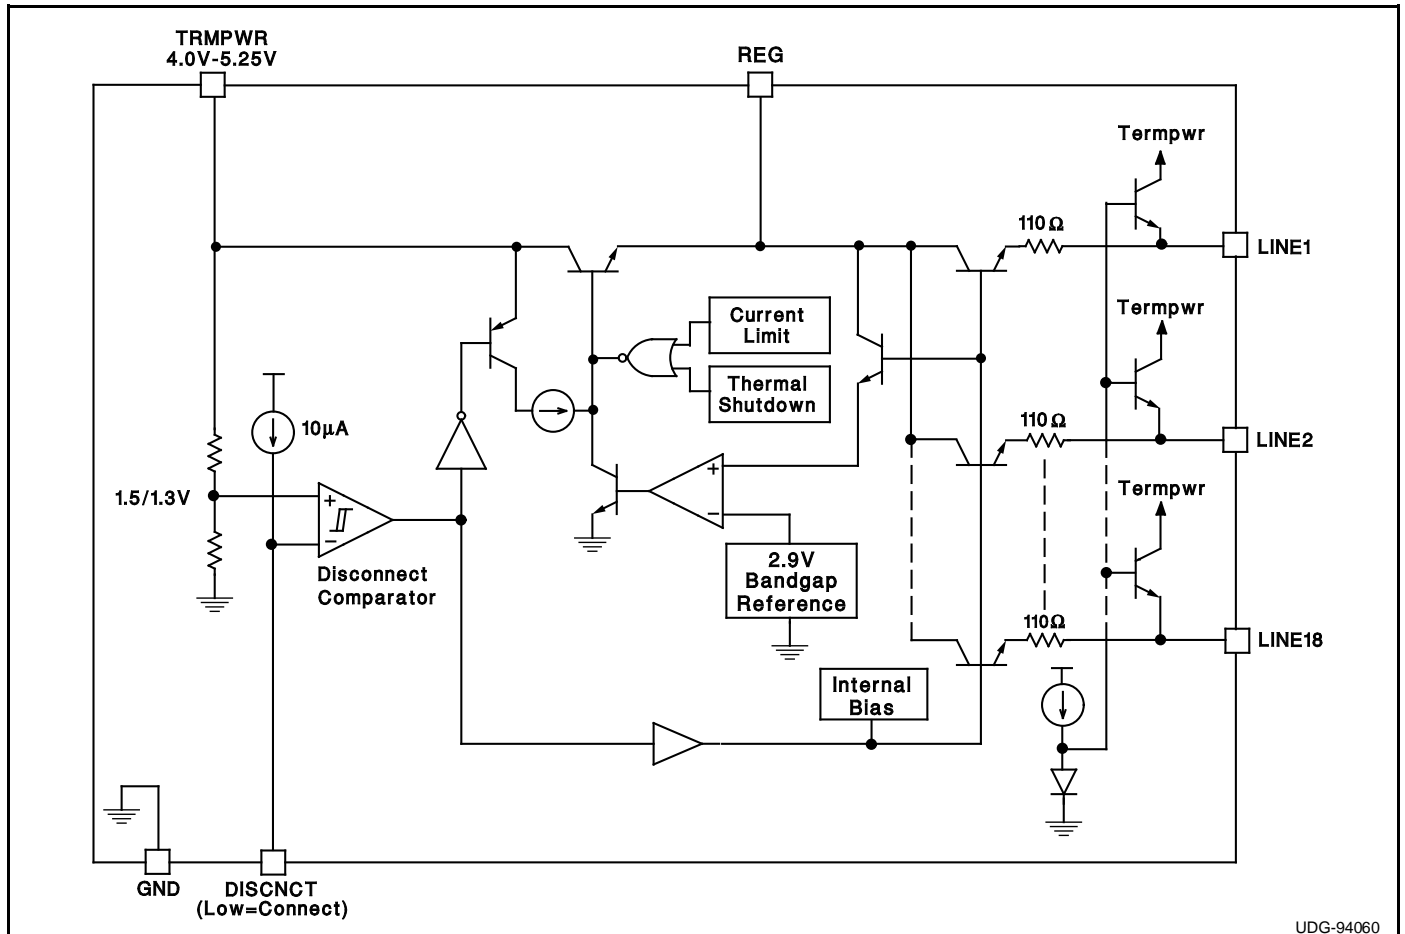 TRMPWR
4.0V-5.25V
REG
Termpwr
110Ω
LINE1
Termpwr
Current
Limit
Thermal
Shutdown
10µA
110Ω
LINE2
+
1.5/1.3V
Termpwr
+
−
−
2.9V
Bandgap
Reference
Disconnect
Comparator
110Ω
LINE18
Internal
Bias
GND
DISCNCT
(Low=Connect)
UDG-94060